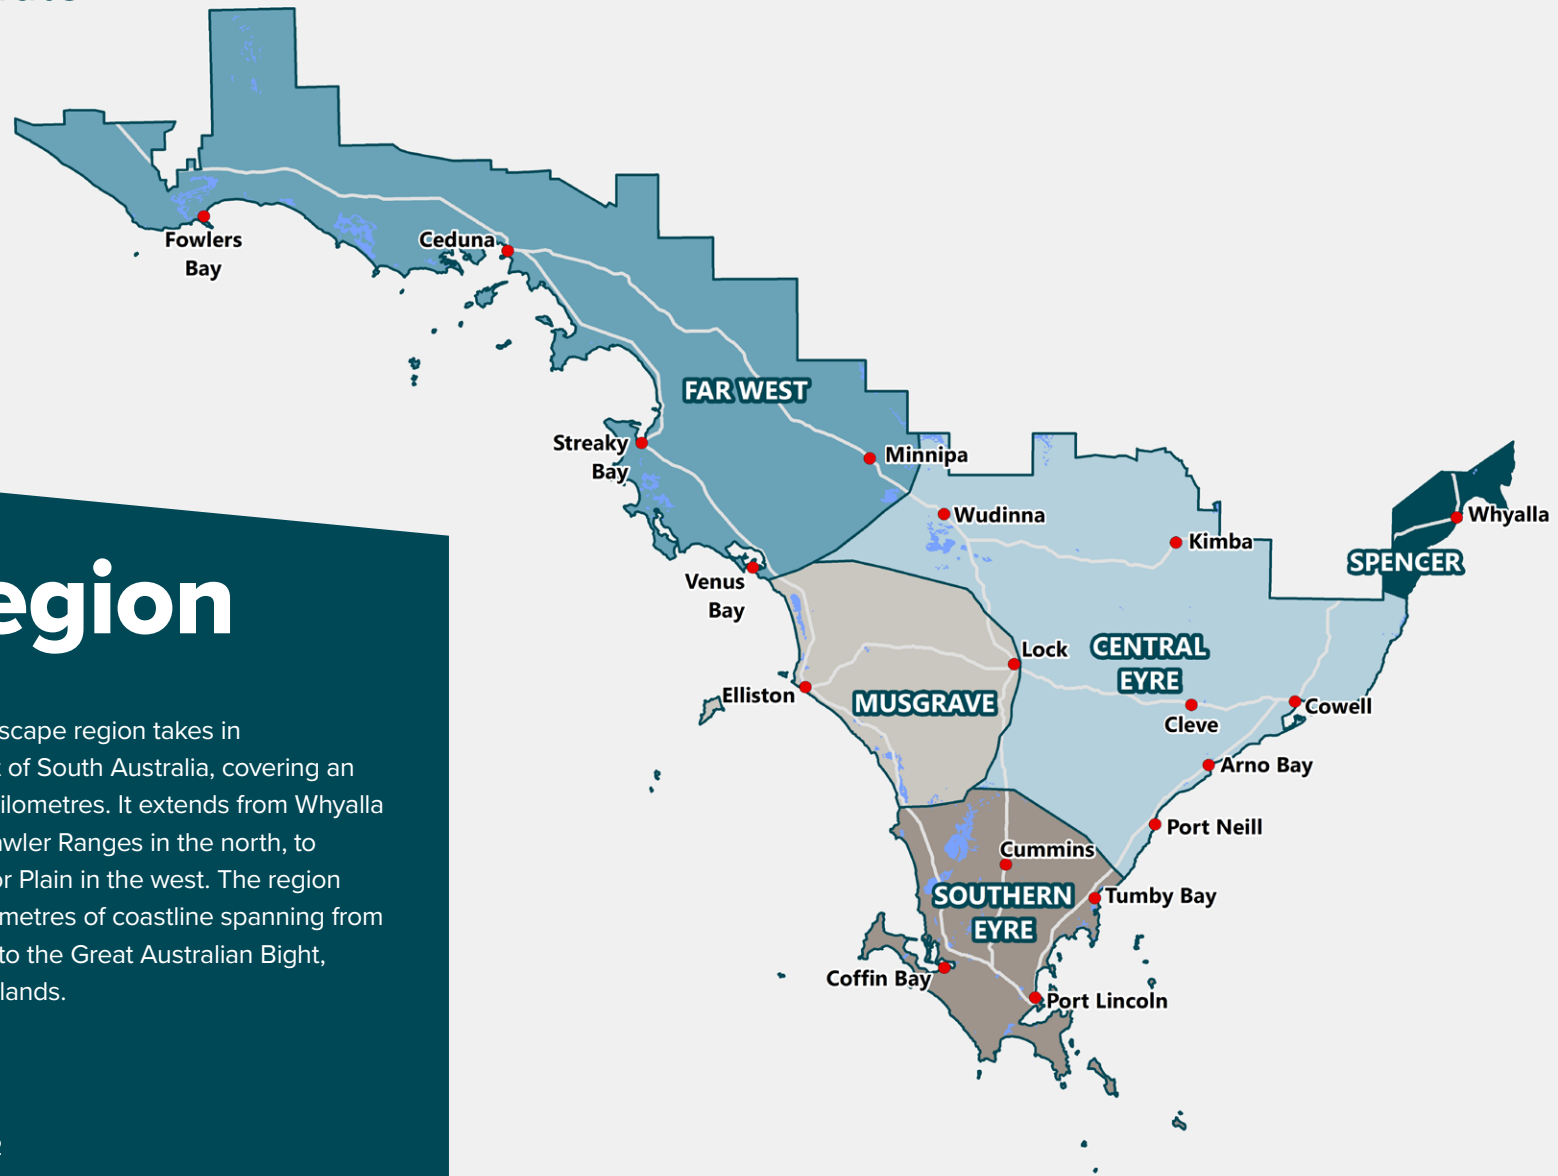 Fowlers
Bay
Ceduna
FAR WEST
Streaky
Bay
Minnipa
Wudinna
Kimba
Whyalla
SPENCER
Venus
Bay
Lock
CENTRAL
EYRE
Elliston
MUSGRAVE
Cleve
Cowell
Arno Bay
Port Neill
Cummins
SOUTHERN
EYRE
Tumby Bay
Coffin Bay
Port Lincoln
egion
scape region takes in
of South Australia, covering an
ilometres. It extends from Whyalla
awler Ranges in the north, to
or Plain in the west. The region
metres of coastline spanning from
to the Great Australian Bight,
lands.